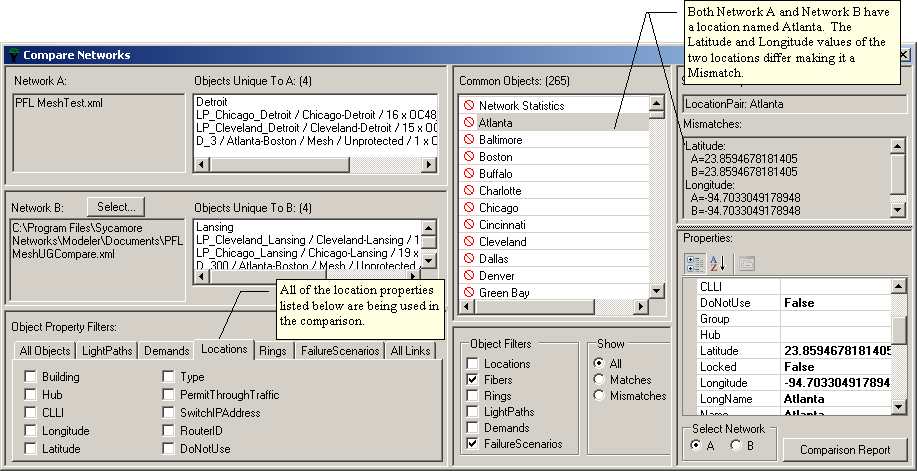 Both Network A and Network B have
a location named Atlanta. The
Latitude and Longitude values of the
two locations differ making it a
Mismatch.
Compare Networks
Network A:
PFL MeshTest.xml
Objects Unique To A: (4)
Detroit
LP_Chicago_Detroit / Chicago-Detroit / 16 x OC48
LP_Cleveland_Detroit / Cleveland-Detroit / 15 x OC
D_3 / Atlanta-Boston / Mesh / Unprotected / 1 x C
Network B:
Select...
C:\Program Files\Sycamore
Networks\Modeler\Documents\PFL
MeshUGCompare.xml
Objects Unique To B: (4)
Lansing
LP_Cleveland_Lansing / Cleveland-Lansing / 1
LP_Chicago_Lansing / Chicago-Lansing / 19 x
D_300 / Atlanta-Boston / Mesh / Unprotected
All of the location properties
listed below are being used in
the comparison.
Object Property Filters:
All Objects
LightPaths
Demands
Locations
Rings
FailureScenarios
All Links
Building
Hub
CLLI
Longitude
Latitude
Type
PermitThroughTraffic
SwitchIPAddress
RouterID
DoNotUse
Common Objects: (265)
Network Statistics
Atlanta
Baltimore
Boston
Buffalo
Charlotte
Chicago
Cincinnati
Cleveland
Dallas
Denver
Green Bay
Object Filters
Locations
Fibers
Rings
LightPaths
Demands
FailureScenarios
Show
All
Matches
Mismatches
LocationPair: Atlanta
Mismatches:
Latitude:
A=23.8594678181405
B=23.8594678181405
Longitude:
A=-94.7033049178948
B=-94.7033049178948
Properties:
CLLI
DoNotUse False
Group
Hub
Latitude 23.8594678181405
Locked False
Longitude -94.703304917894
LongName Atlanta
Name Atlanta
Select Network
A
B
Comparison Report